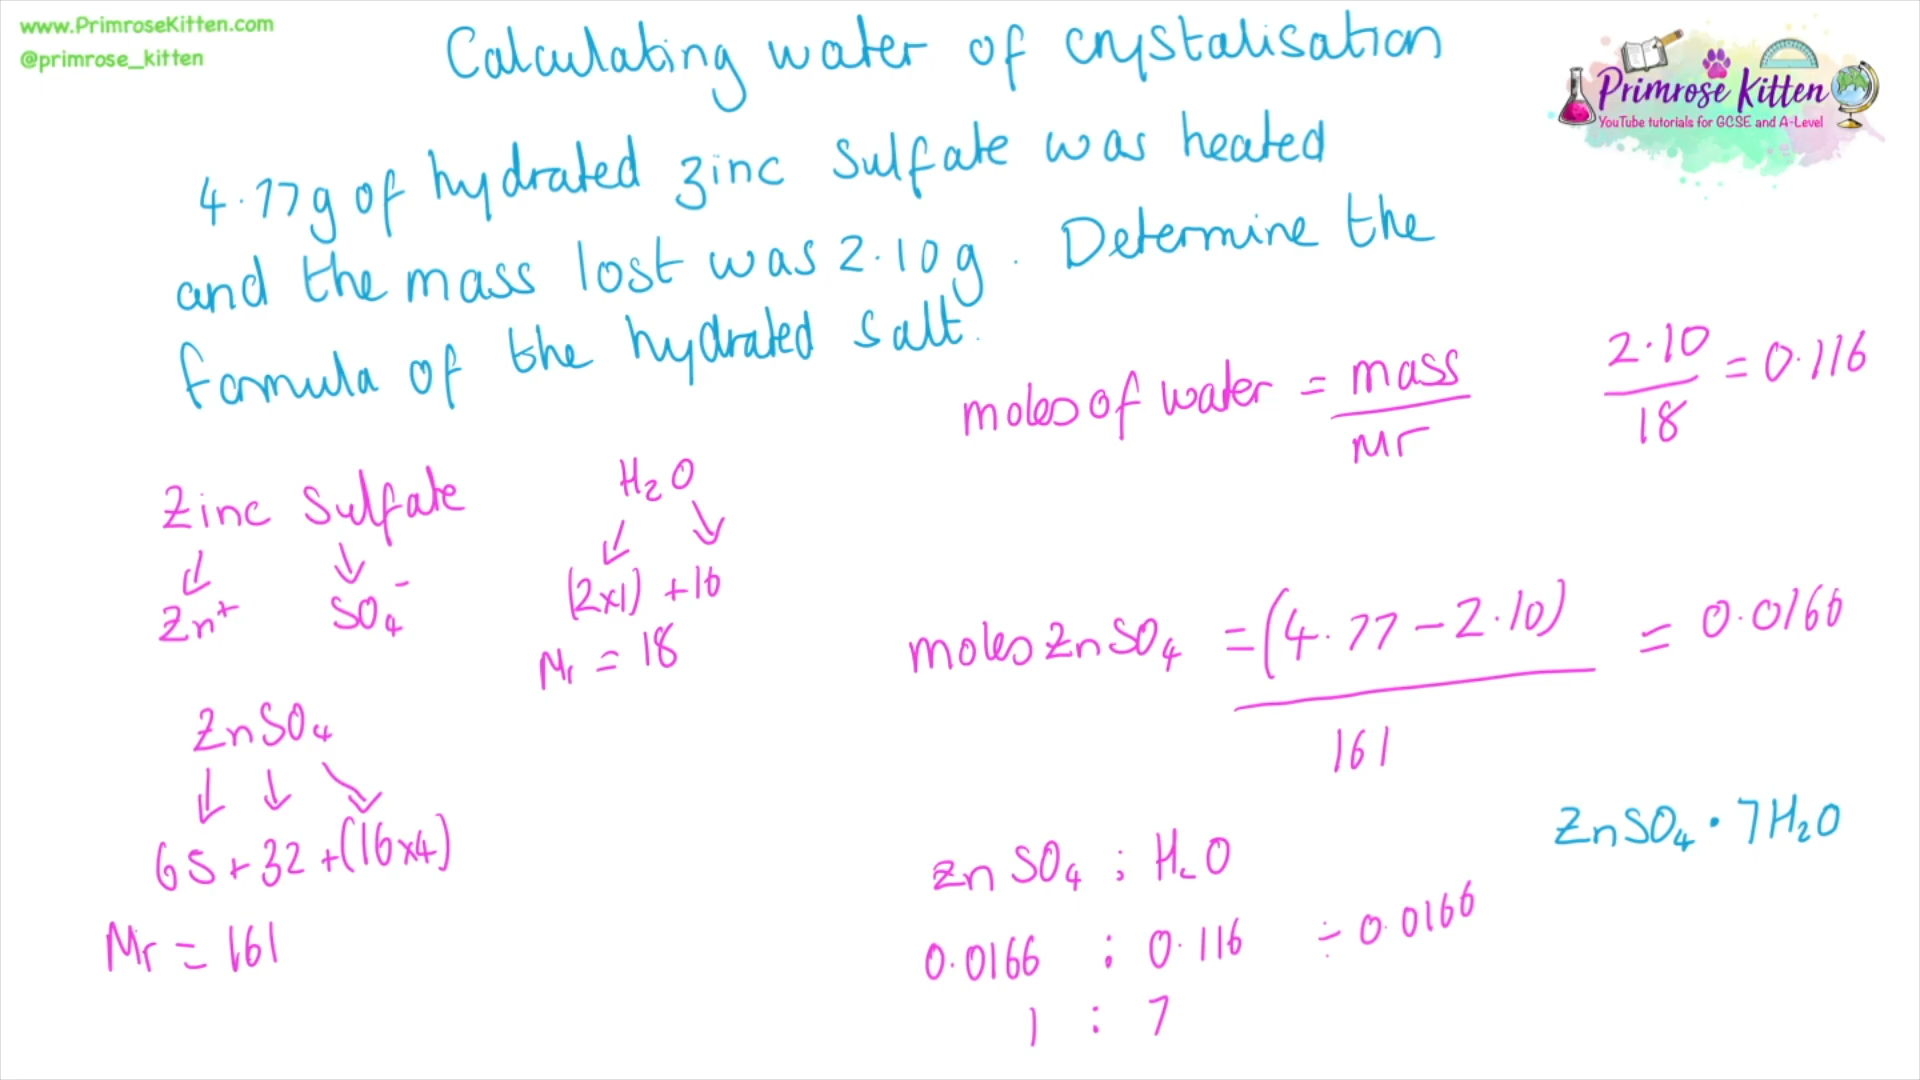 www.PrimroseKitten.com
@primrose_kitten
Primrose Kitten
YouTube tutorials for GCSE and A-Level
Calculating water of crystalisation
4.77g of hydrated zinc sulfate was heated
and the mass lost was 2.10g. Determine the
formula of the hydrated salt.
moles of water = mass / Mr
2.10 / 18 = 0.116
Zinc Sulfate
Zn⁺ SO₄⁻
H₂O
(2×1) + 16
Mr = 18
ZnSO₄
65 + 32 + (16×4)
Mr = 161
moles ZnSO₄ = (4.77 - 2.10) / 161 = 0.0166
ZnSO₄ : H₂O
0.0166 : 0.116 ÷ 0.0166
1 : 7
ZnSO₄ · 7H₂O